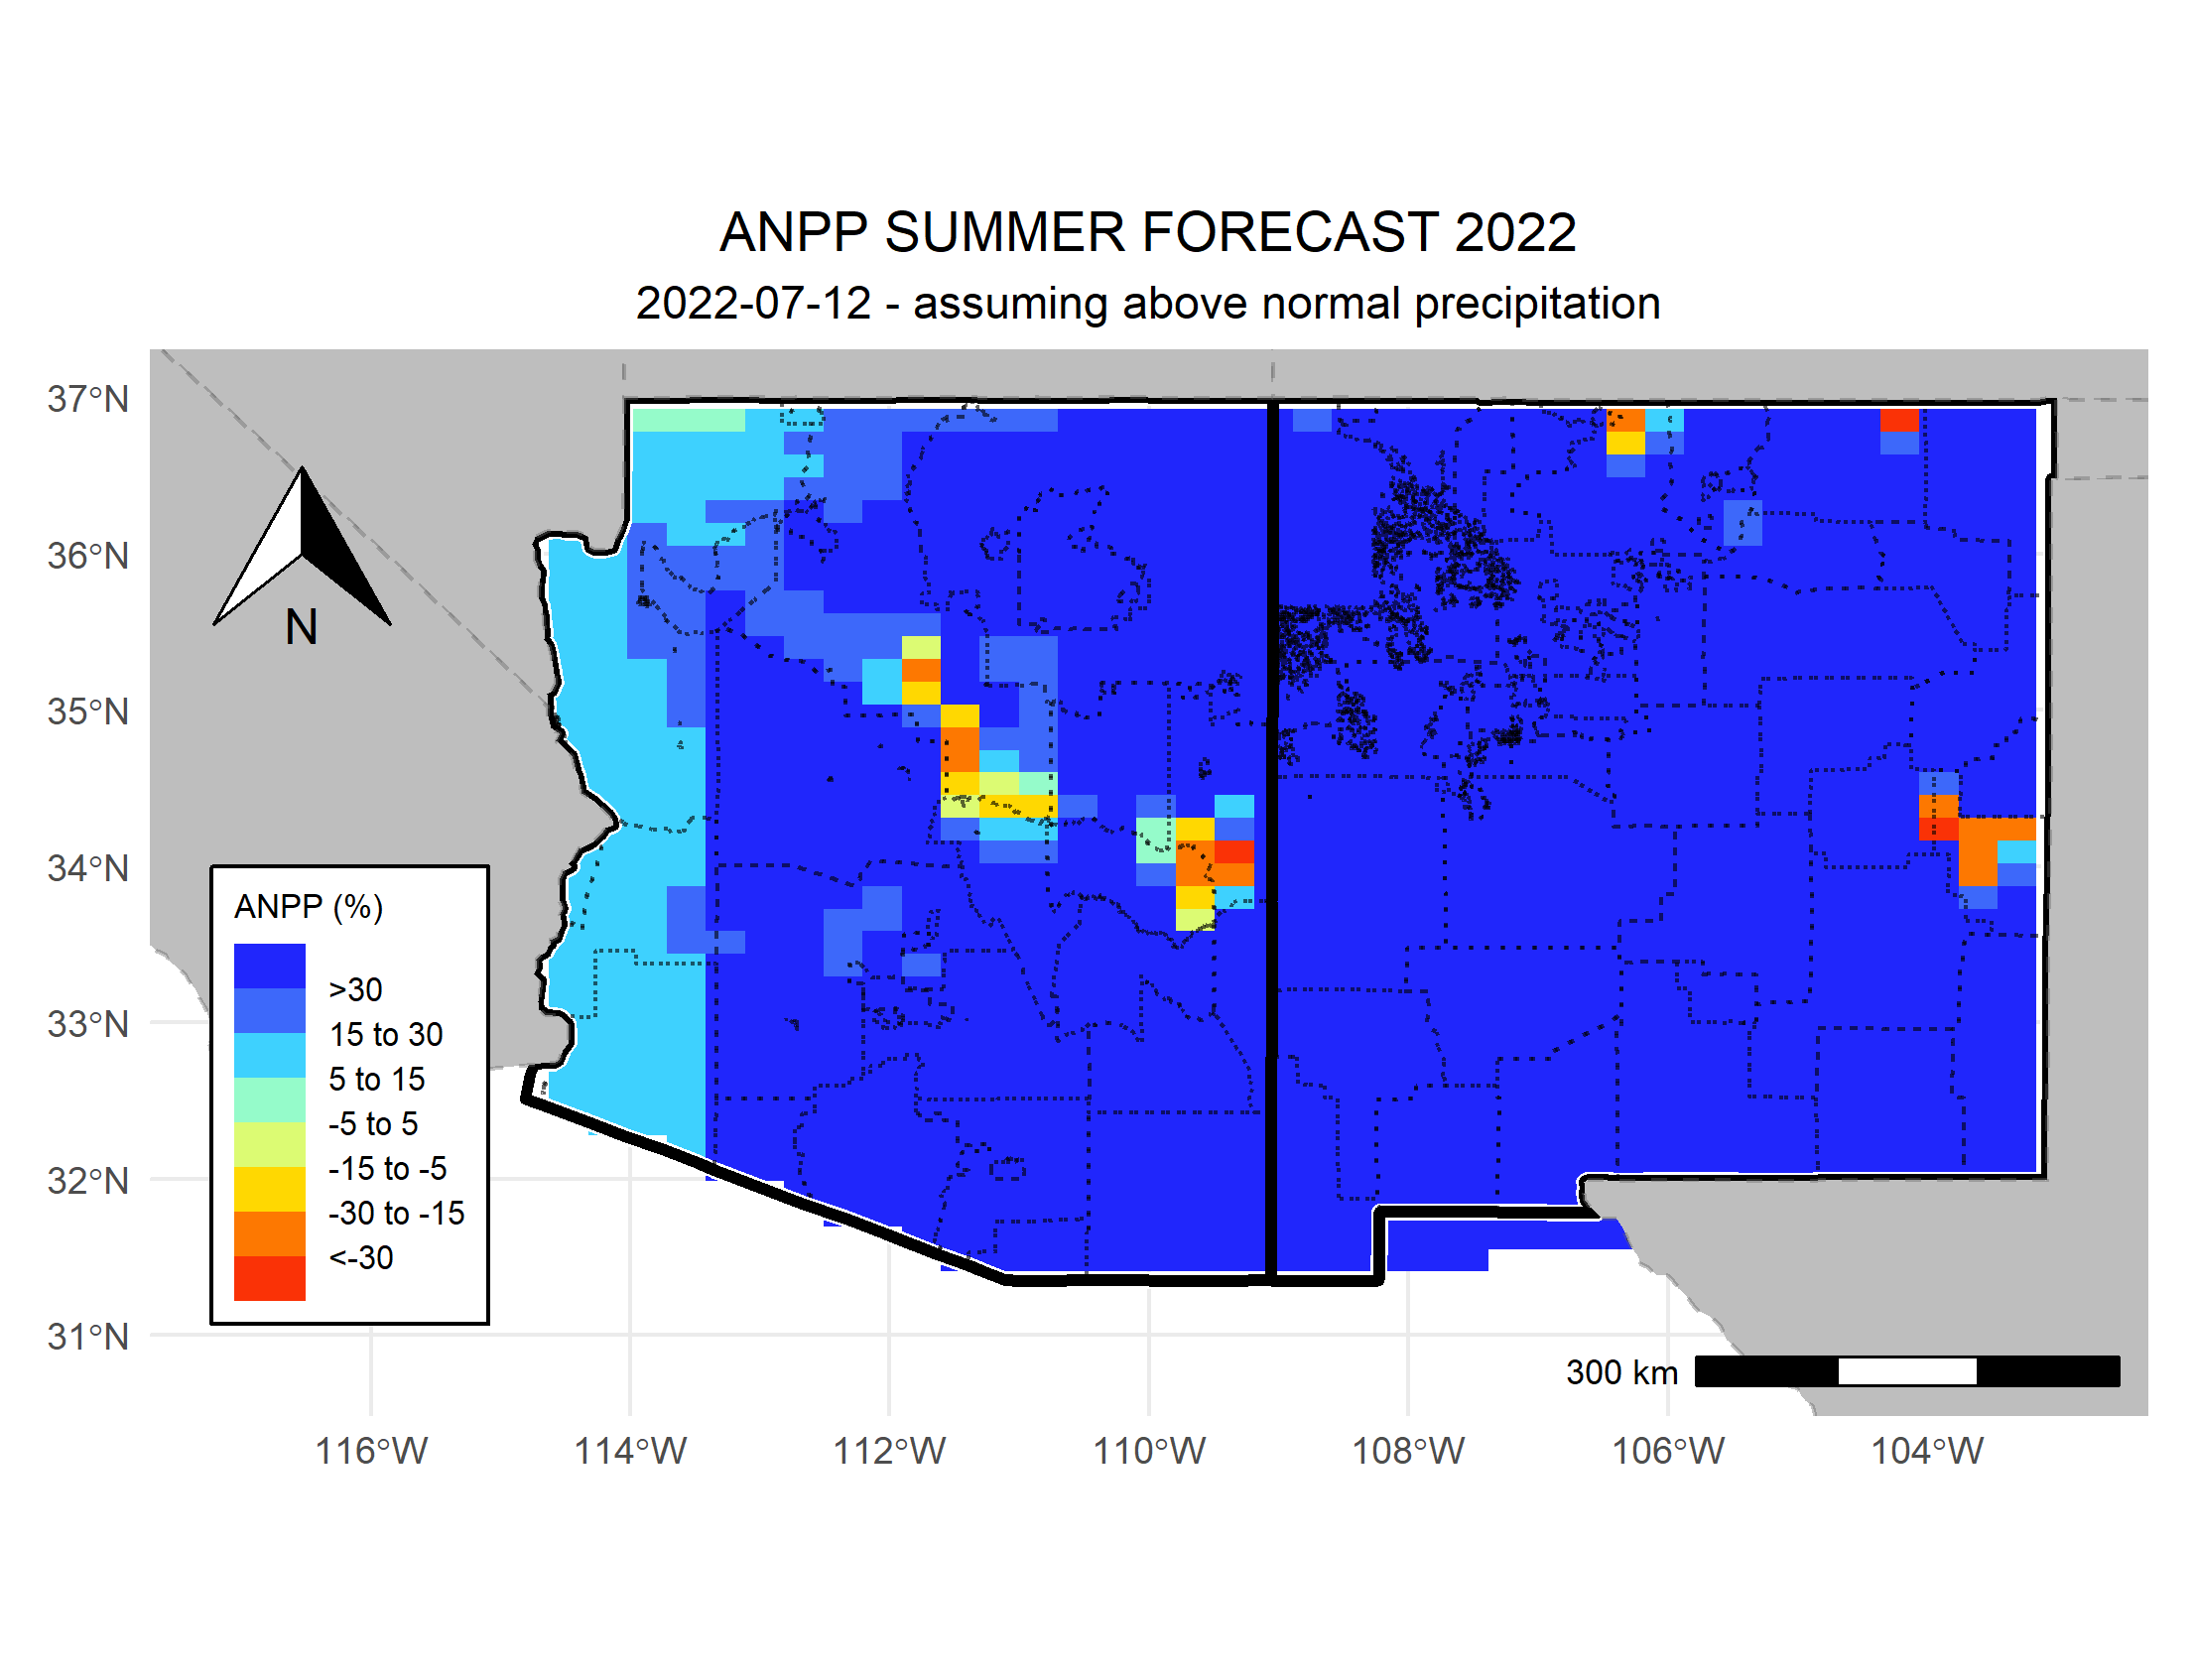 ANPP SUMMER FORECAST 2022
2022-07-12 - assuming above normal precipitation
37°N
36°N
35°N
34°N
33°N
32°N
31°N
N
ANPP (%)
>30
15 to 30
5 to 15
-5 to 5
-15 to -5
-30 to -15
<-30
300 km
116°W
114°W
112°W
110°W
108°W
106°W
104°W